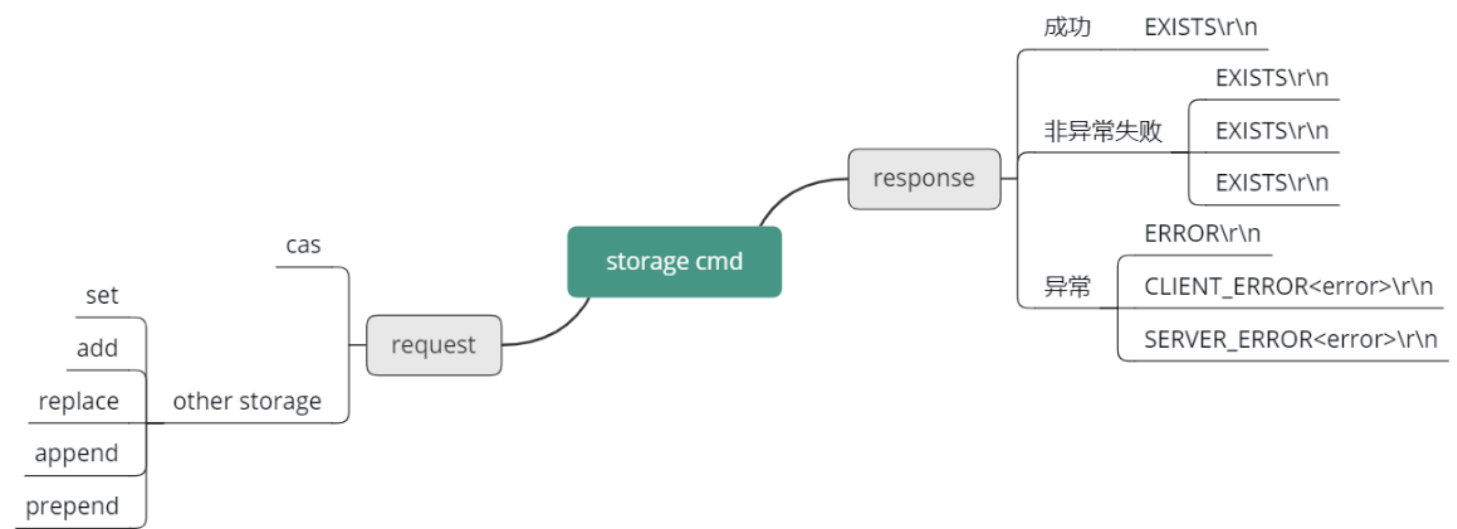 storage cmd
response
成功
EXISTS\r\n
非异常失败
EXISTS\r\n
EXISTS\r\n
EXISTS\r\n
异常
ERROR\r\n
CLIENT_ERROR<error>\r\n
SERVER_ERROR<error>\r\n
request
cas
other storage
set
add
replace
append
prepend